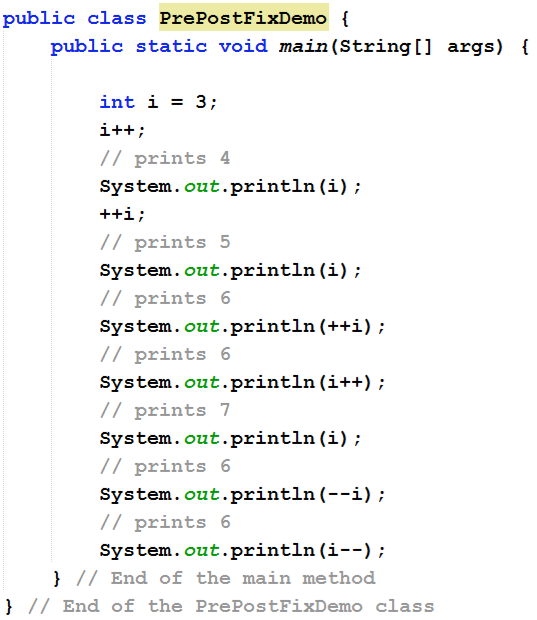 public class PrePostFixDemo {
    public static void main(String[] args) {

        int i = 3;
        i++;
        // prints 4
        System.out.println(i);
        ++i;
        // prints 5
        System.out.println(i);
        // prints 6
        System.out.println(++i);
        // prints 6
        System.out.println(i++);
        // prints 7
        System.out.println(i);
        // prints 6
        System.out.println(--i);
        // prints 6
        System.out.println(i--);
    } // End of the main method
} // End of the PrePostFixDemo class